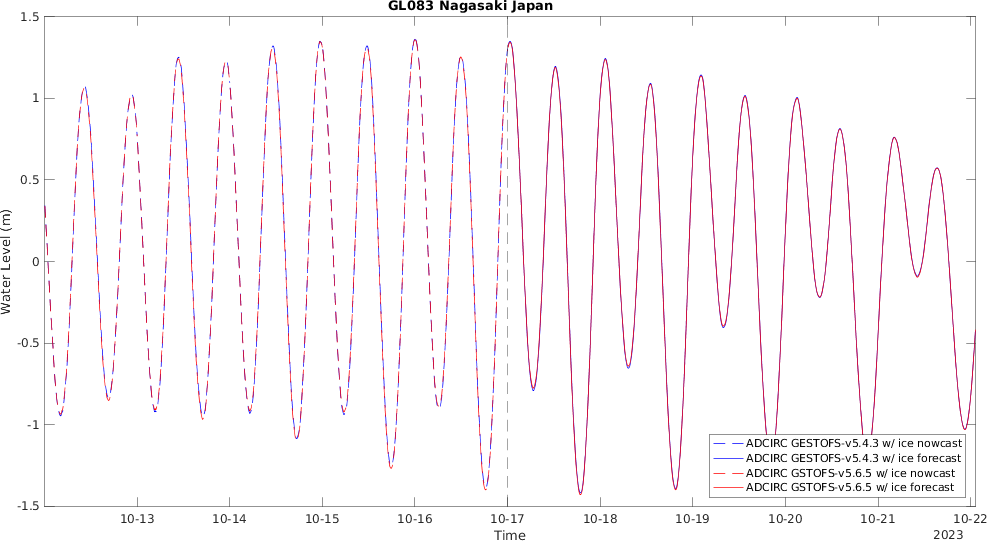 GL083 Nagasaki Japan
1.5
1
0.5
0
-0.5
-1
-1.5
Water Level (m)
ADCIRC GESTOFS-v5.4.3 w/ ice nowcast
ADCIRC GESTOFS-v5.4.3 w/ ice forecast
ADCIRC GSTOFS-v5.6.5 w/ ice nowcast
ADCIRC GSTOFS-v5.6.5 w/ ice forecast
10-13 10-14 10-15 10-16 10-17 10-18 10-19 10-20 10-21 10-22
Time 2023